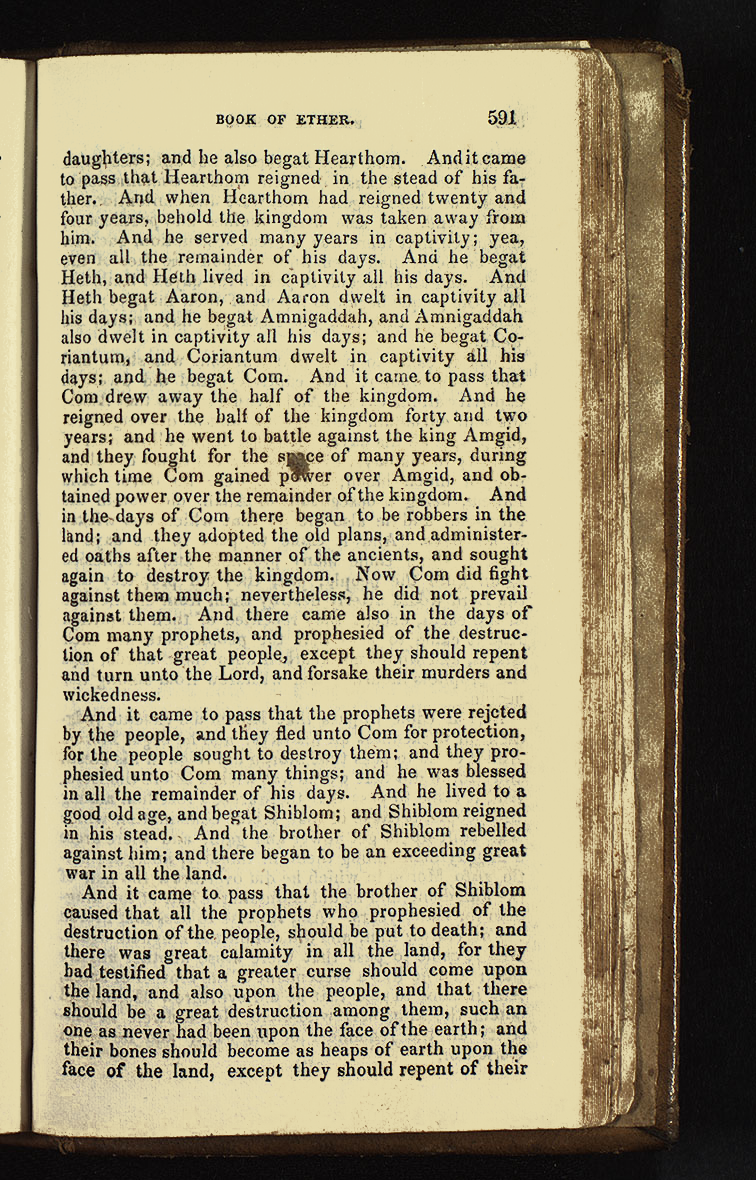 BOOK OF ETHER. 591
daughters; and he also begat Hearthom. And it came
to pass that Hearthom reigned in the stead of his fa-
ther. And when Hearthom had reigned twenty and
four years, behold the kingdom was taken away from
him. And he served many years in captivity; yea,
even all the remainder of his days. And he begat
Heth, and Heth lived in captivity all his days. And
Heth begat Aaron, and Aaron dwelt in captivity all
his days; and he begat Amnigaddah, and Amnigaddah
also dwelt in captivity all his days; and he begat Co-
riantum, and Coriantum dwelt in captivity all his
days; and he begat Com. And it came to pass that
Com drew away the half of the kingdom. And he
reigned over the half of the kingdom forty and two
years; and he went to battle against the king Amgid,
and they fought for the space of many years, during
which time Com gained power over Amgid, and ob-
tained power over the remainder of the kingdom. And
in the days of Com there began to be robbers in the
land; and they adopted the old plans, and administer-
ed oaths after the manner of the ancients, and sought
again to destroy the kingdom. Now Com did fight
against them much; nevertheless, he did not prevail
against them. And there came also in the days of
Com many prophets, and prophesied of the destruc-
tion of that great people, except they should repent
and turn unto the Lord, and forsake their murders and
wickedness.
And it came to pass that the prophets were rejcted
by the people, and they fled unto Com for protection,
for the people sought to destroy them; and they pro-
phesied unto Com many things; and he was blessed
in all the remainder of his days. And he lived to a
good old age, and begat Shiblom; and Shiblom reigned
in his stead. And the brother of Shiblom rebelled
against him; and there began to be an exceeding great
war in all the land.
And it came to pass that the brother of Shiblom
caused that all the prophets who prophesied of the
destruction of the people, should be put to death; and
there was great calamity in all the land, for they
had testified that a greater curse should come upon
the land, and also upon the people, and that there
should be a great destruction among them, such an
one as never had been upon the face of the earth; and
their bones should become as heaps of earth upon the
face of the land, except they should repent of their